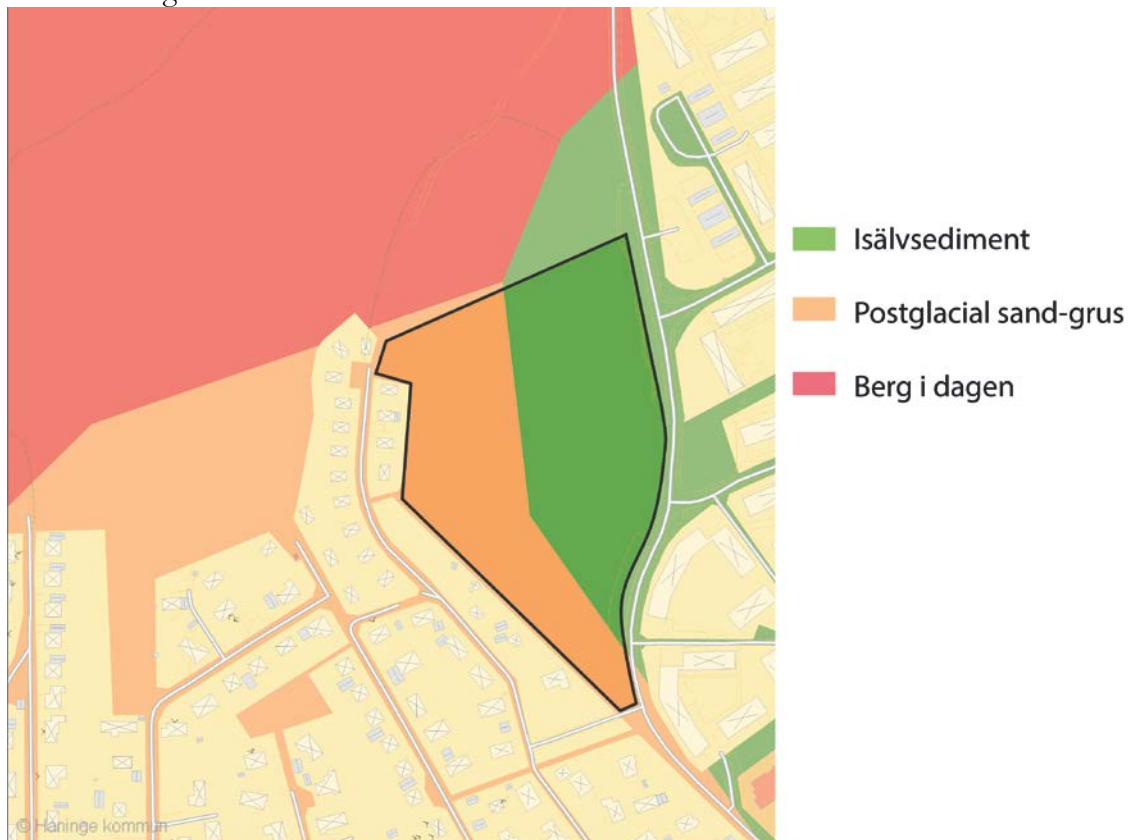 Isälvsediment
Postglacial sand-grus
Berg i dagen
© Haninge kommun